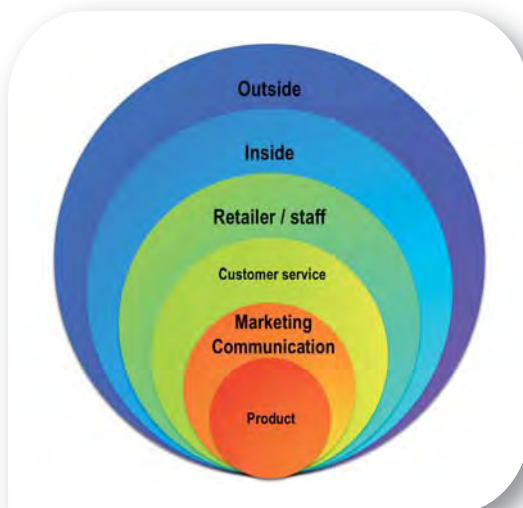 Outside
Inside
Retailer / staff
Customer service
Marketing
Communication
Product